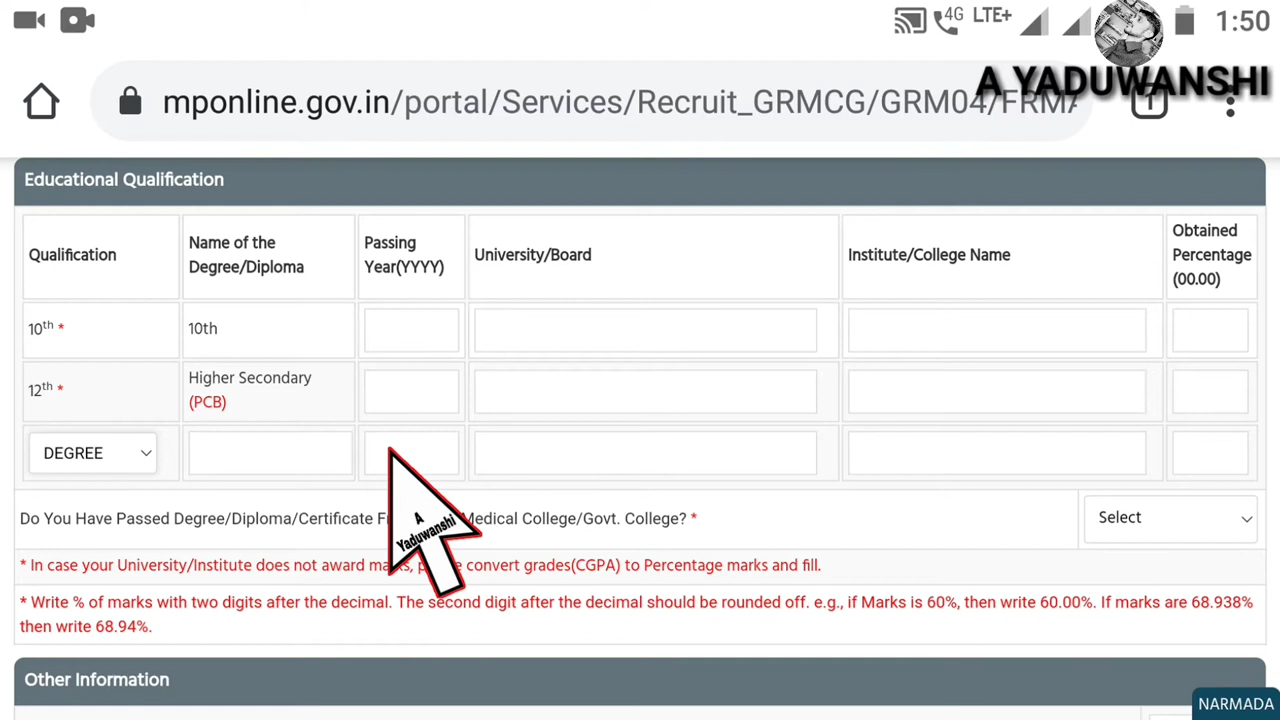 4G LTE+ 1:50
A YADUWANSHI
mponline.gov.in/portal/Services/Recruit_GRMCG/GRM04/FRMA
1
Educational Qualification
Qualification
Name of the
Degree/Diploma
Passing
Year(YYYY)
University/Board
Institute/College Name
Obtained
Percentage
(00.00)
10th *
10th
12th *
Higher Secondary
(PCB)
DEGREE
Do You Have Passed Degree/Diploma/Certificate Medical College/Govt. College? *
Select
A
Yaduwanshi
* In case your University/Institute does not award marks, convert grades(CGPA) to Percentage marks and fill.
* Write % of marks with two digits after the decimal. The second digit after the decimal should be rounded off. e.g., if Marks is 60%, then write 60.00%. If marks are 68.938%
then write 68.94%.
Other Information
NARMADA